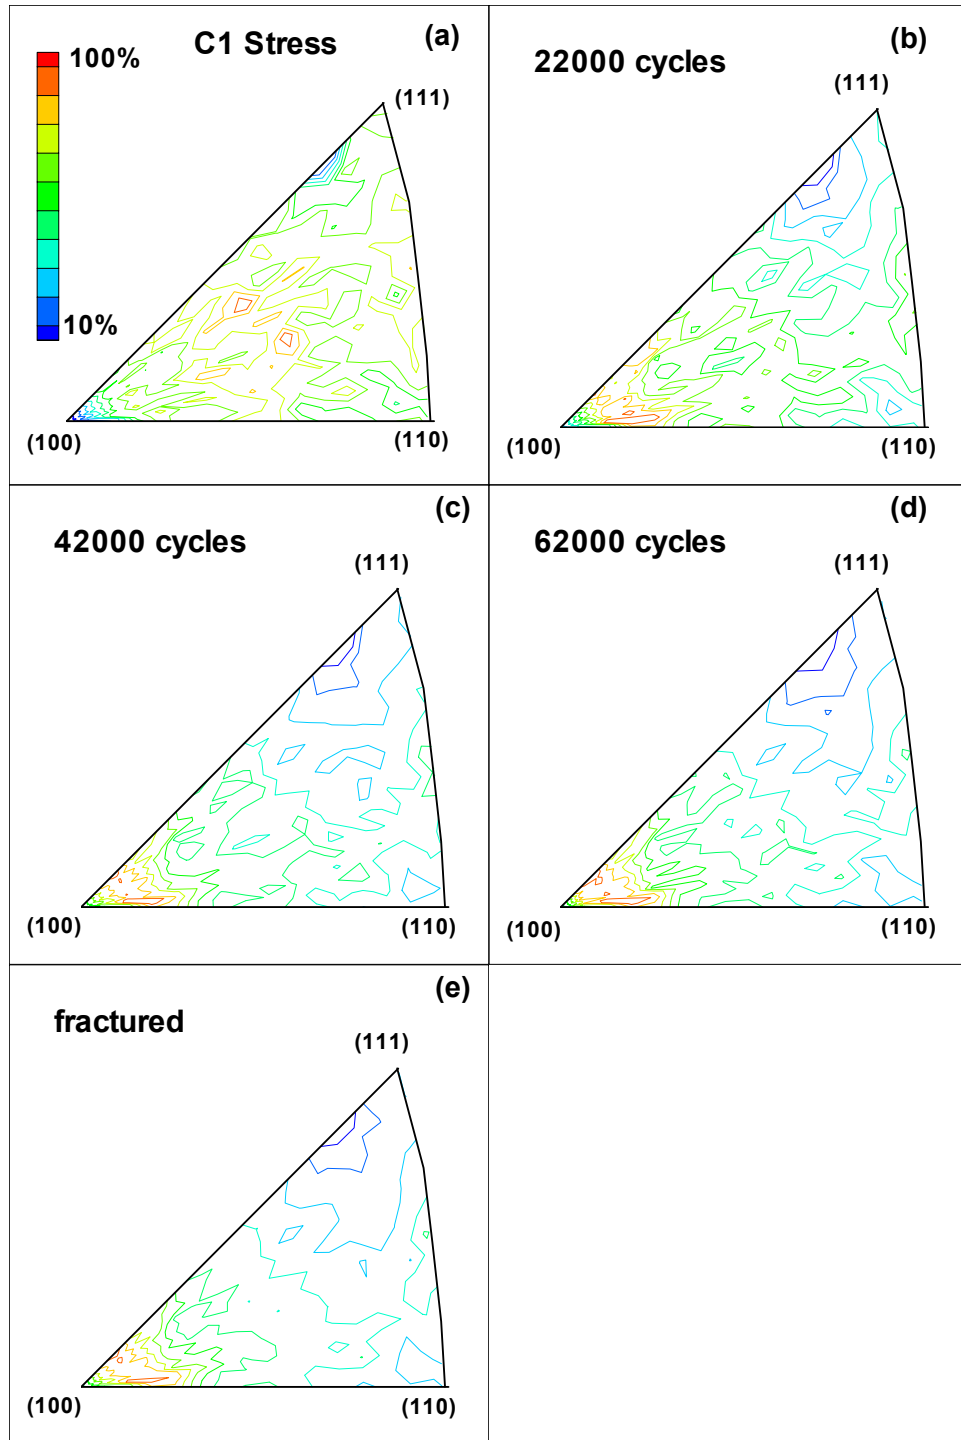 C1 Stress
(a)
100%
10%
(111)
(100)
(110)
(b)
22000 cycles
(111)
(100)
(110)
(c)
42000 cycles
(111)
(100)
(110)
(d)
62000 cycles
(111)
(100)
(110)
(e)
fractured
(111)
(100)
(110)